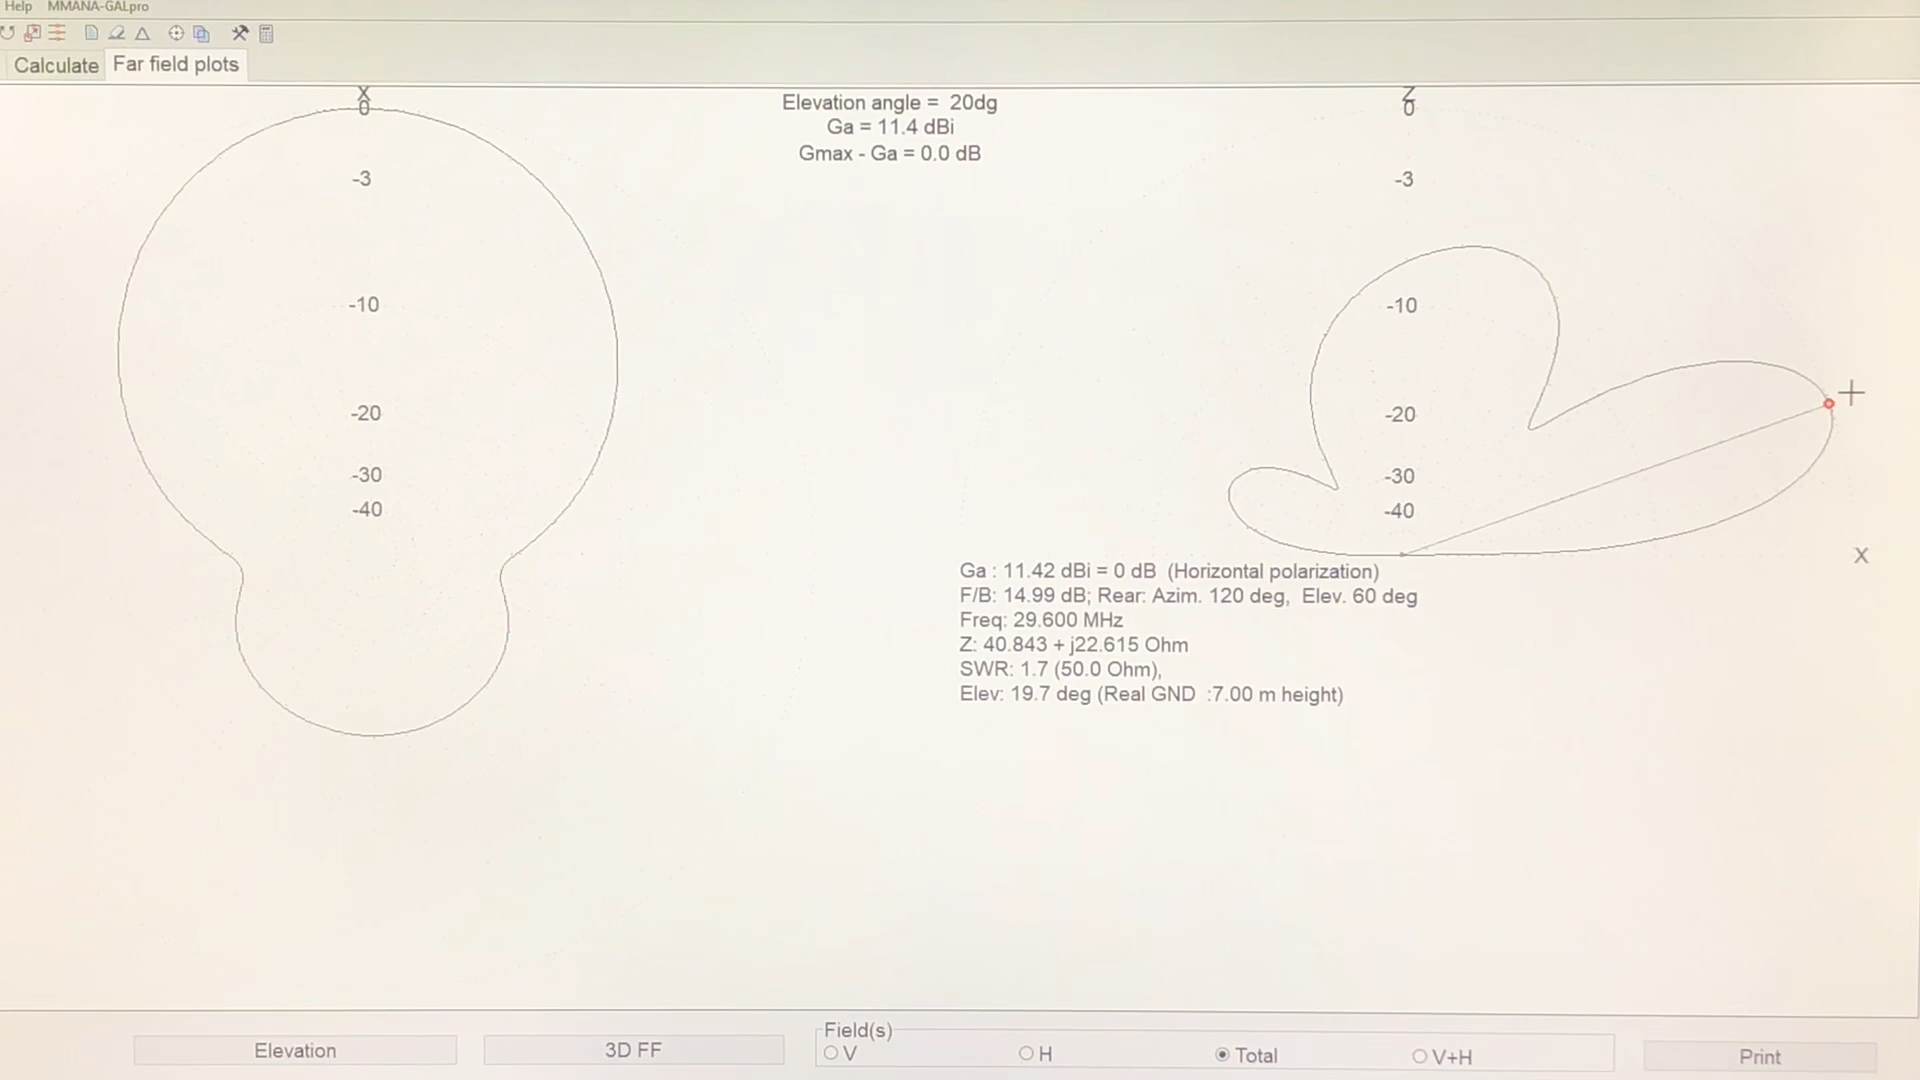 Help MMANA-GALpro
Calculate Far field plots
X
0
-3
-10
-20
-30
-40
Elevation angle = 20dg
Ga = 11.4 dBi
Gmax - Ga = 0.0 dB
Z
0
-3
-10
-20
-30
-40
X
Ga : 11.42 dBi = 0 dB (Horizontal polarization)
F/B: 14.99 dB; Rear: Azim. 120 deg, Elev. 60 deg
Freq: 29.600 MHz
Z: 40.843 + j22.615 Ohm
SWR: 1.7 (50.0 Ohm),
Elev: 19.7 deg (Real GND :7.00 m height)
Elevation
3D FF
Field(s)
V H Total V+H
Print